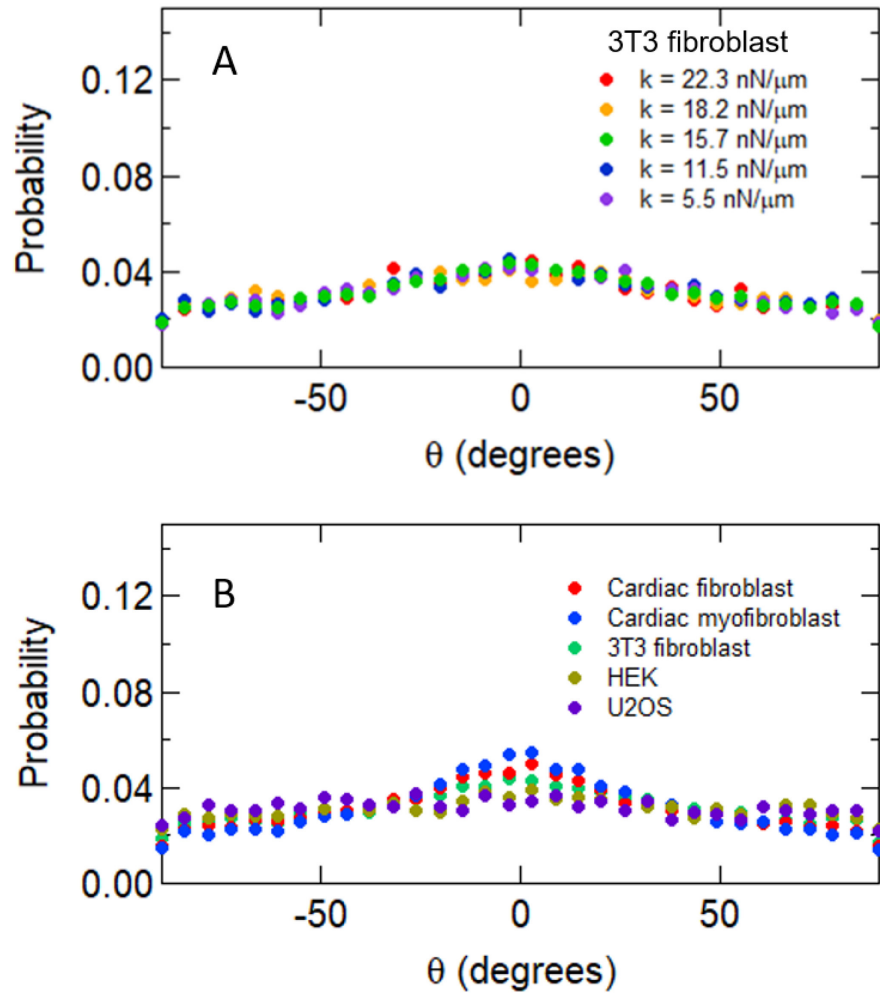 A
3T3 fibroblast
k = 22.3 nN/μm
k = 18.2 nN/μm
k = 15.7 nN/μm
k = 11.5 nN/μm
k = 5.5 nN/μm
Probability
0.12
0.08
0.04
0.00
-50
0
50
θ (degrees)
B
Cardiac fibroblast
Cardiac myofibroblast
3T3 fibroblast
HEK
U2OS
Probability
0.12
0.08
0.04
0.00
-50
0
50
θ (degrees)